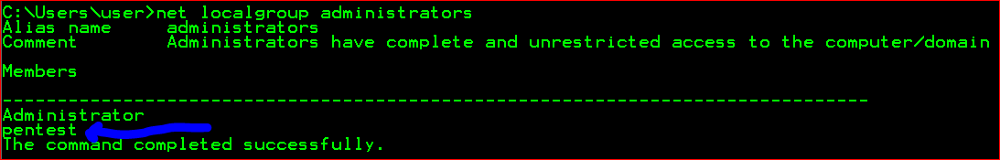 C:\Users\user>net localgroup administrators
Alias name     administrators
Comment        Administrators have complete and unrestricted access to the computer/domain
Members
-------------------------------------------------------------------------------
Administrator
pentest
The command completed successfully.